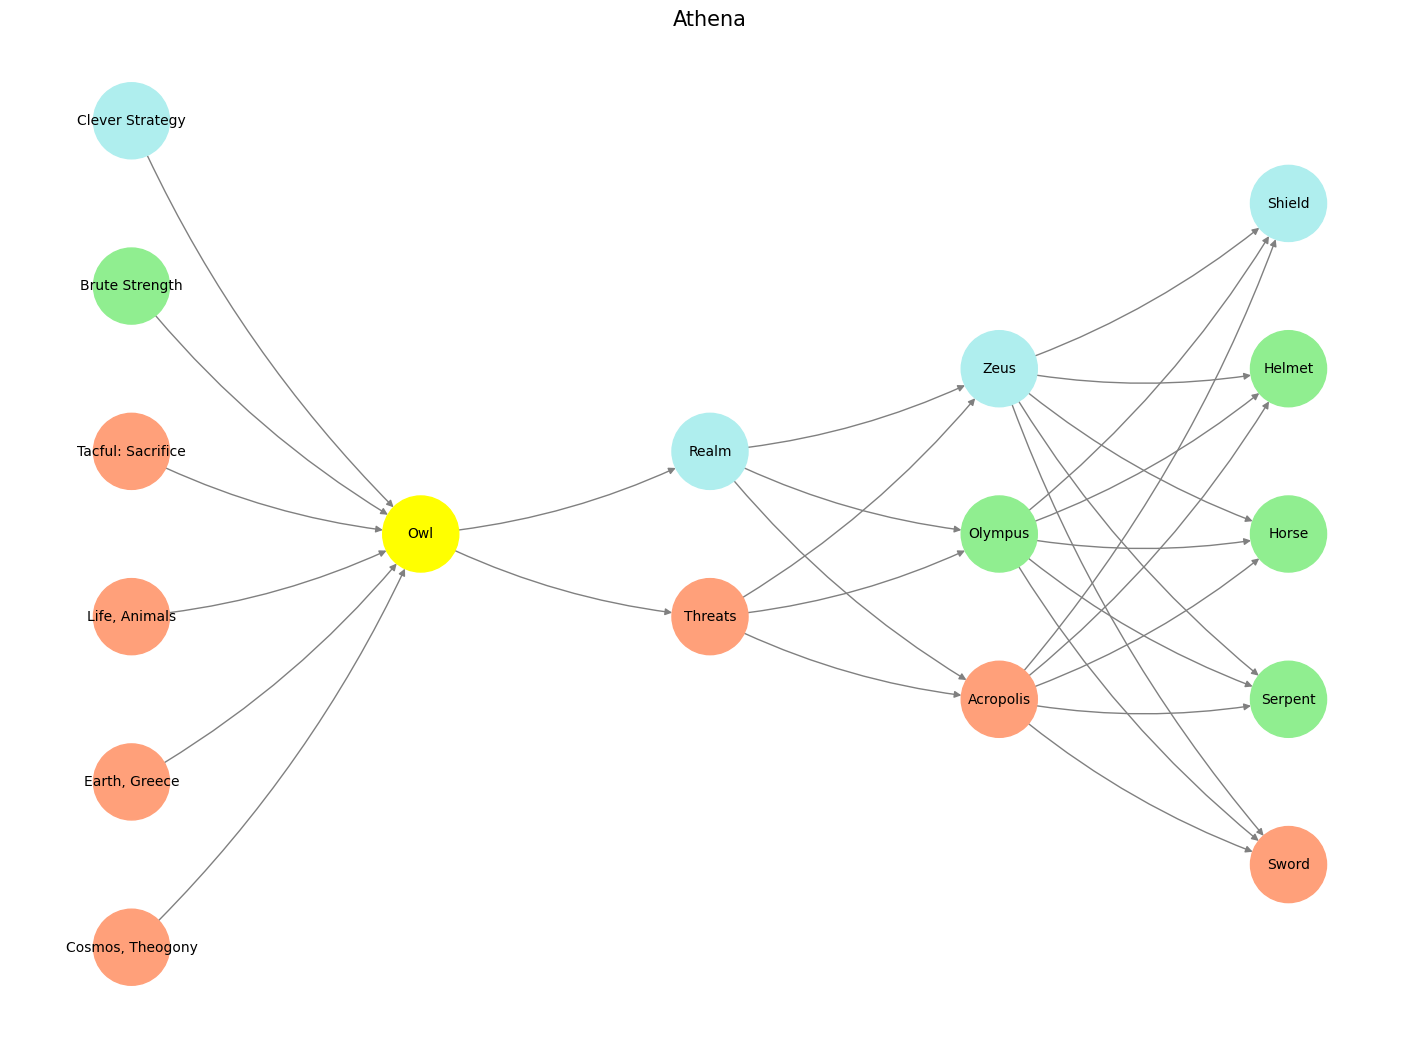 Athena
Clever Strategy
Brute Strength
Tacful: Sacrifice
Life, Animals
Earth, Greece
Cosmos, Theogony
Owl
Realm
Threats
Zeus
Olympus
Acropolis
Shield
Helmet
Horse
Serpent
Sword